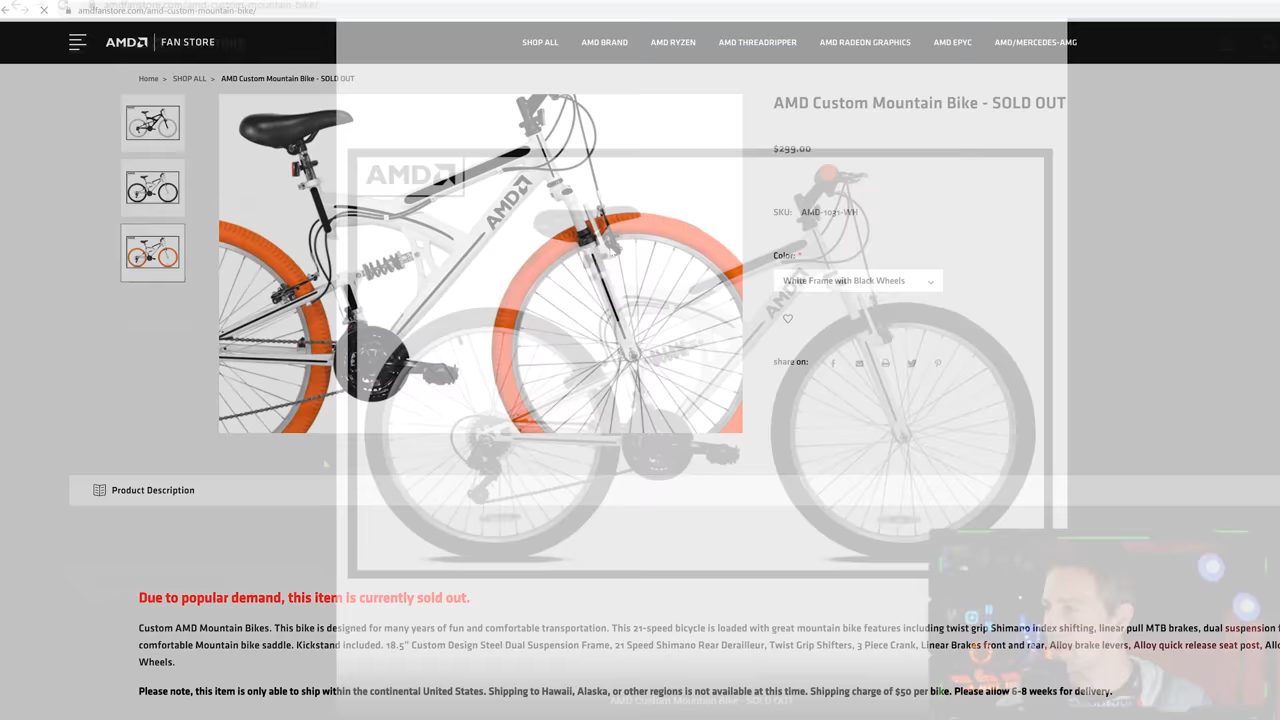 amdfanstore.com/amd-custom-mountain-bike/
AMD FAN STORE
SHOP ALL AMD BRAND AMD RYZEN AMD THREADRIPPER AMD RADEON GRAPHICS AMD EPYC AMD/MERCEDES-AMG
Home > SHOP ALL > AMD Custom Mountain Bike - SOLD OUT
AMD Custom Mountain Bike - SOLD OUT
$299.00
AMD
AMD
AMD
SKU: AMD-1031-WH
Color: *
White Frame with Black Wheels
share on:
Product Description
Due to popular demand, this item is currently sold out.
Custom AMD Mountain Bikes. This bike is designed for many years of fun and comfortable transportation. This 21-speed bicycle is loaded with great mountain bike features including twist grip Shimano index shifting, linear pull MTB brakes, dual suspension
comfortable Mountain bike saddle. Kickstand included. 18.5" Custom Design Steel Dual Suspension Frame, 21 Speed Shimano Rear Derailleur, Twist Grip Shifters, 3 Piece Crank, Linear Brakes front and rear, Alloy brake levers, Alloy quick release seat post,
Wheels.
Please note, this item is only able to ship within the continental United States. Shipping to Hawaii, Alaska, or other regions is not available at this time. Shipping charge of $50 per bike. Please allow 6-8 weeks for delivery.
AMD Custom Mountain Bike - SOLD OUT